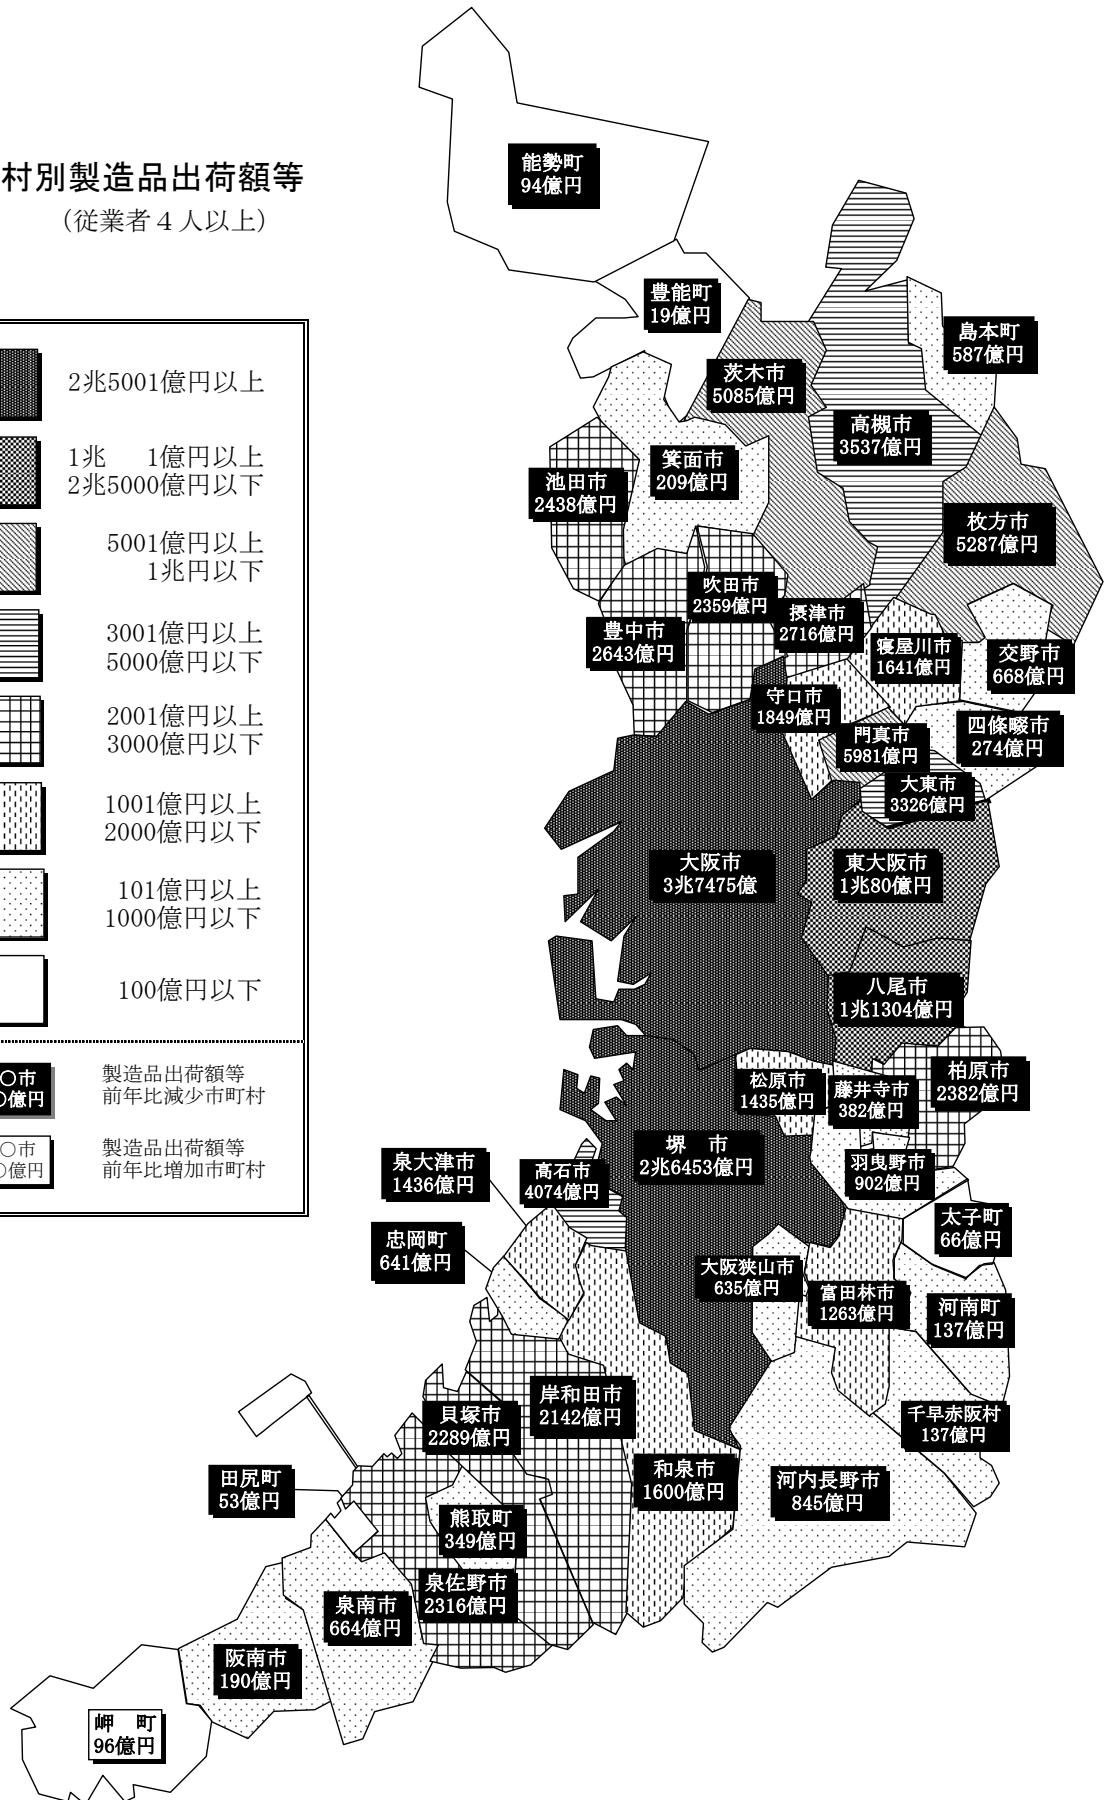 村別製造品出荷額等
（従業者４人以上）
2兆5001億円以上
1兆　1億円以上
2兆5000億円以下
5001億円以上
1兆円以下
3001億円以上
5000億円以下
2001億円以上
3000億円以下
1001億円以上
2000億円以下
101億円以上
1000億円以下
100億円以下
○市
○億円
製造品出荷額等
前年比減少市町村
○市
○億円
製造品出荷額等
前年比増加市町村
能勢町
94億円
豊能町
19億円
島本町
587億円
茨木市
5085億円
高槻市
3537億円
箕面市
209億円
池田市
2438億円
枚方市
5287億円
吹田市
2359億円
摂津市
2716億円
豊中市
2643億円
寝屋川市
1641億円
交野市
668億円
守口市
1849億円
門真市
5981億円
四條畷市
274億円
大東市
3326億円
大阪市
3兆7475億
東大阪市
1兆80億円
八尾市
1兆1304億円
松原市
1435億円
藤井寺市
382億円
柏原市
2382億円
堺　市
2兆6453億円
羽曳野市
902億円
泉大津市
1436億円
高石市
4074億円
太子町
66億円
忠岡町
641億円
大阪狭山市
635億円
富田林市
1263億円
河南町
137億円
岸和田市
2142億円
貝塚市
2289億円
千早赤阪村
137億円
和泉市
1600億円
河内長野市
845億円
田尻町
53億円
熊取町
349億円
泉佐野市
2316億円
泉南市
664億円
阪南市
190億円
岬　町
96億円